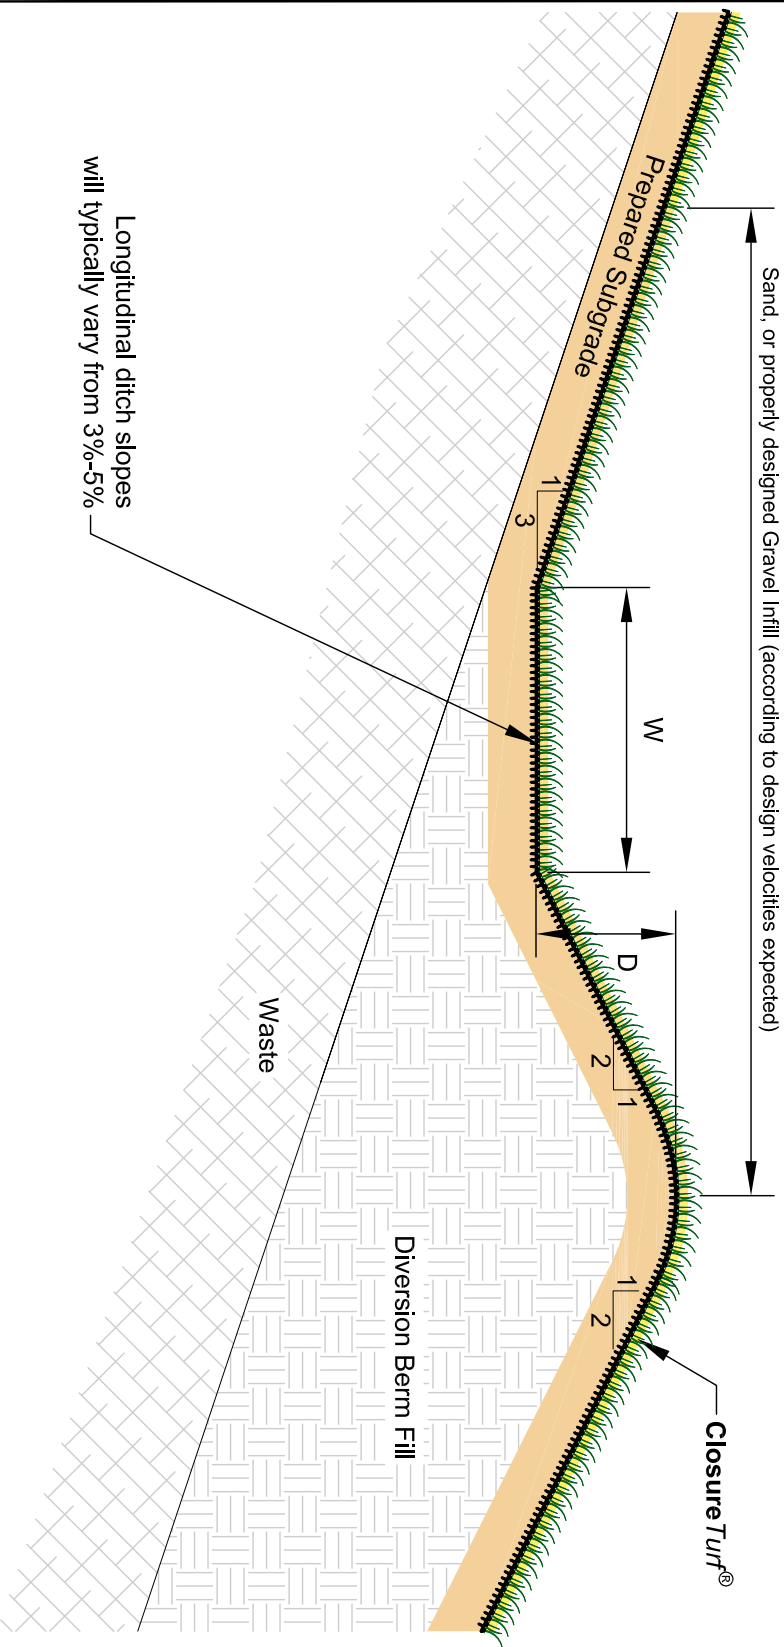 Sand, or properly designed Gravel Infill (according to design velocities expected)
Prepared Subgrade
1
3
W
D
2
1
1
2
ClosureTurf®
Longitudinal ditch slopes
will typically vary from 3%-5%
Waste
Diversion Berm Fill